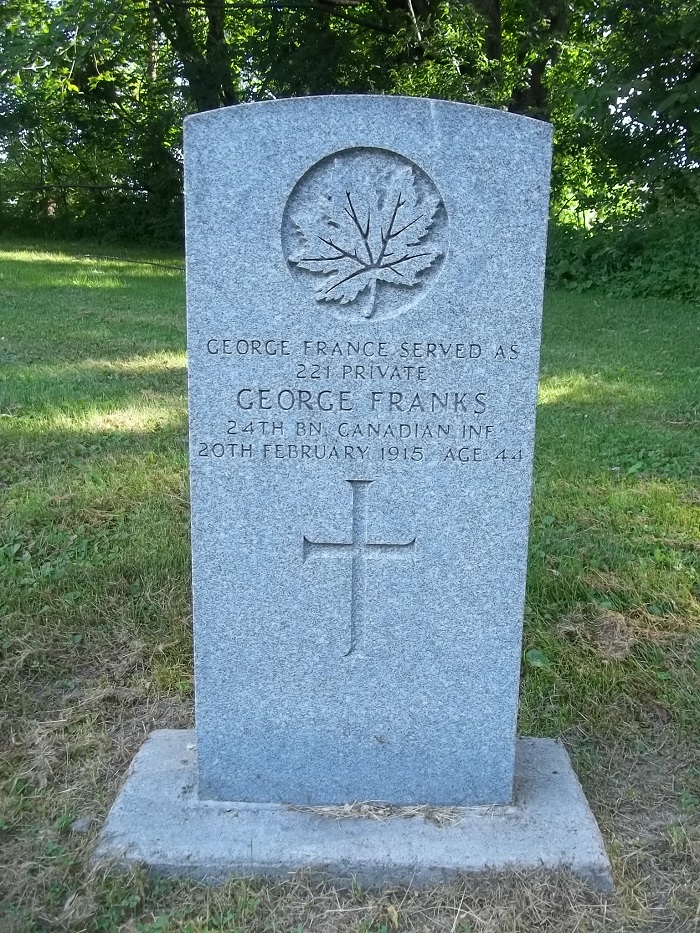 GEORGE FRANCE SERVED AS
221 PRIVATE
GEORGE FRANKS
24TH BN. CANADIAN INF.
20TH FEBRUARY 1915 AGE 44